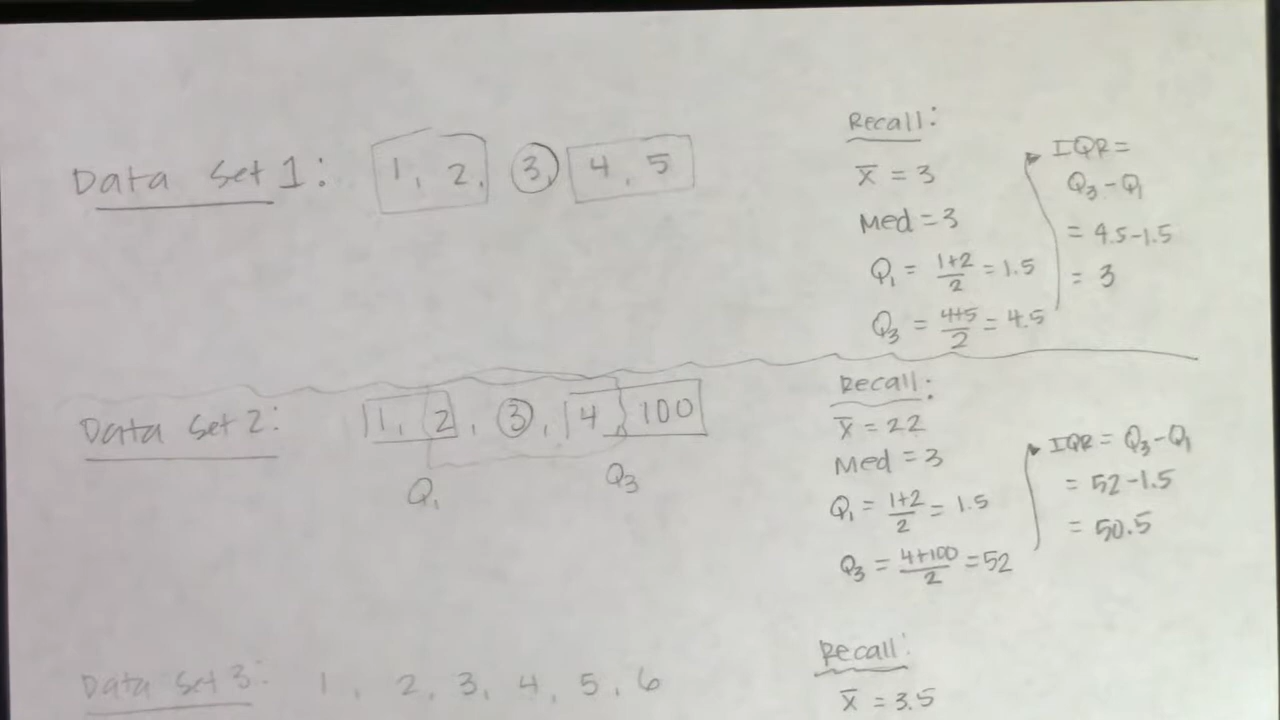 Data Set 1: 1, 2, 3, 4, 5
Recall:
x̄ = 3
Med = 3
Q₁ = (1+2)/2 = 1.5
Q₃ = (4+5)/2 = 4.5
IQR =
Q₃ - Q₁
= 4.5-1.5
= 3
Data Set 2: 1, 2, 3, 4, 100
Q₁ Q₃
Recall:
x̄ = 22
Med = 3
Q₁ = (1+2)/2 = 1.5
Q₃ = (4+100)/2 = 52
IQR = Q₃-Q₁
= 52-1.5
= 50.5
Data Set 3: 1, 2, 3, 4, 5, 6
Recall:
x̄ = 3.5